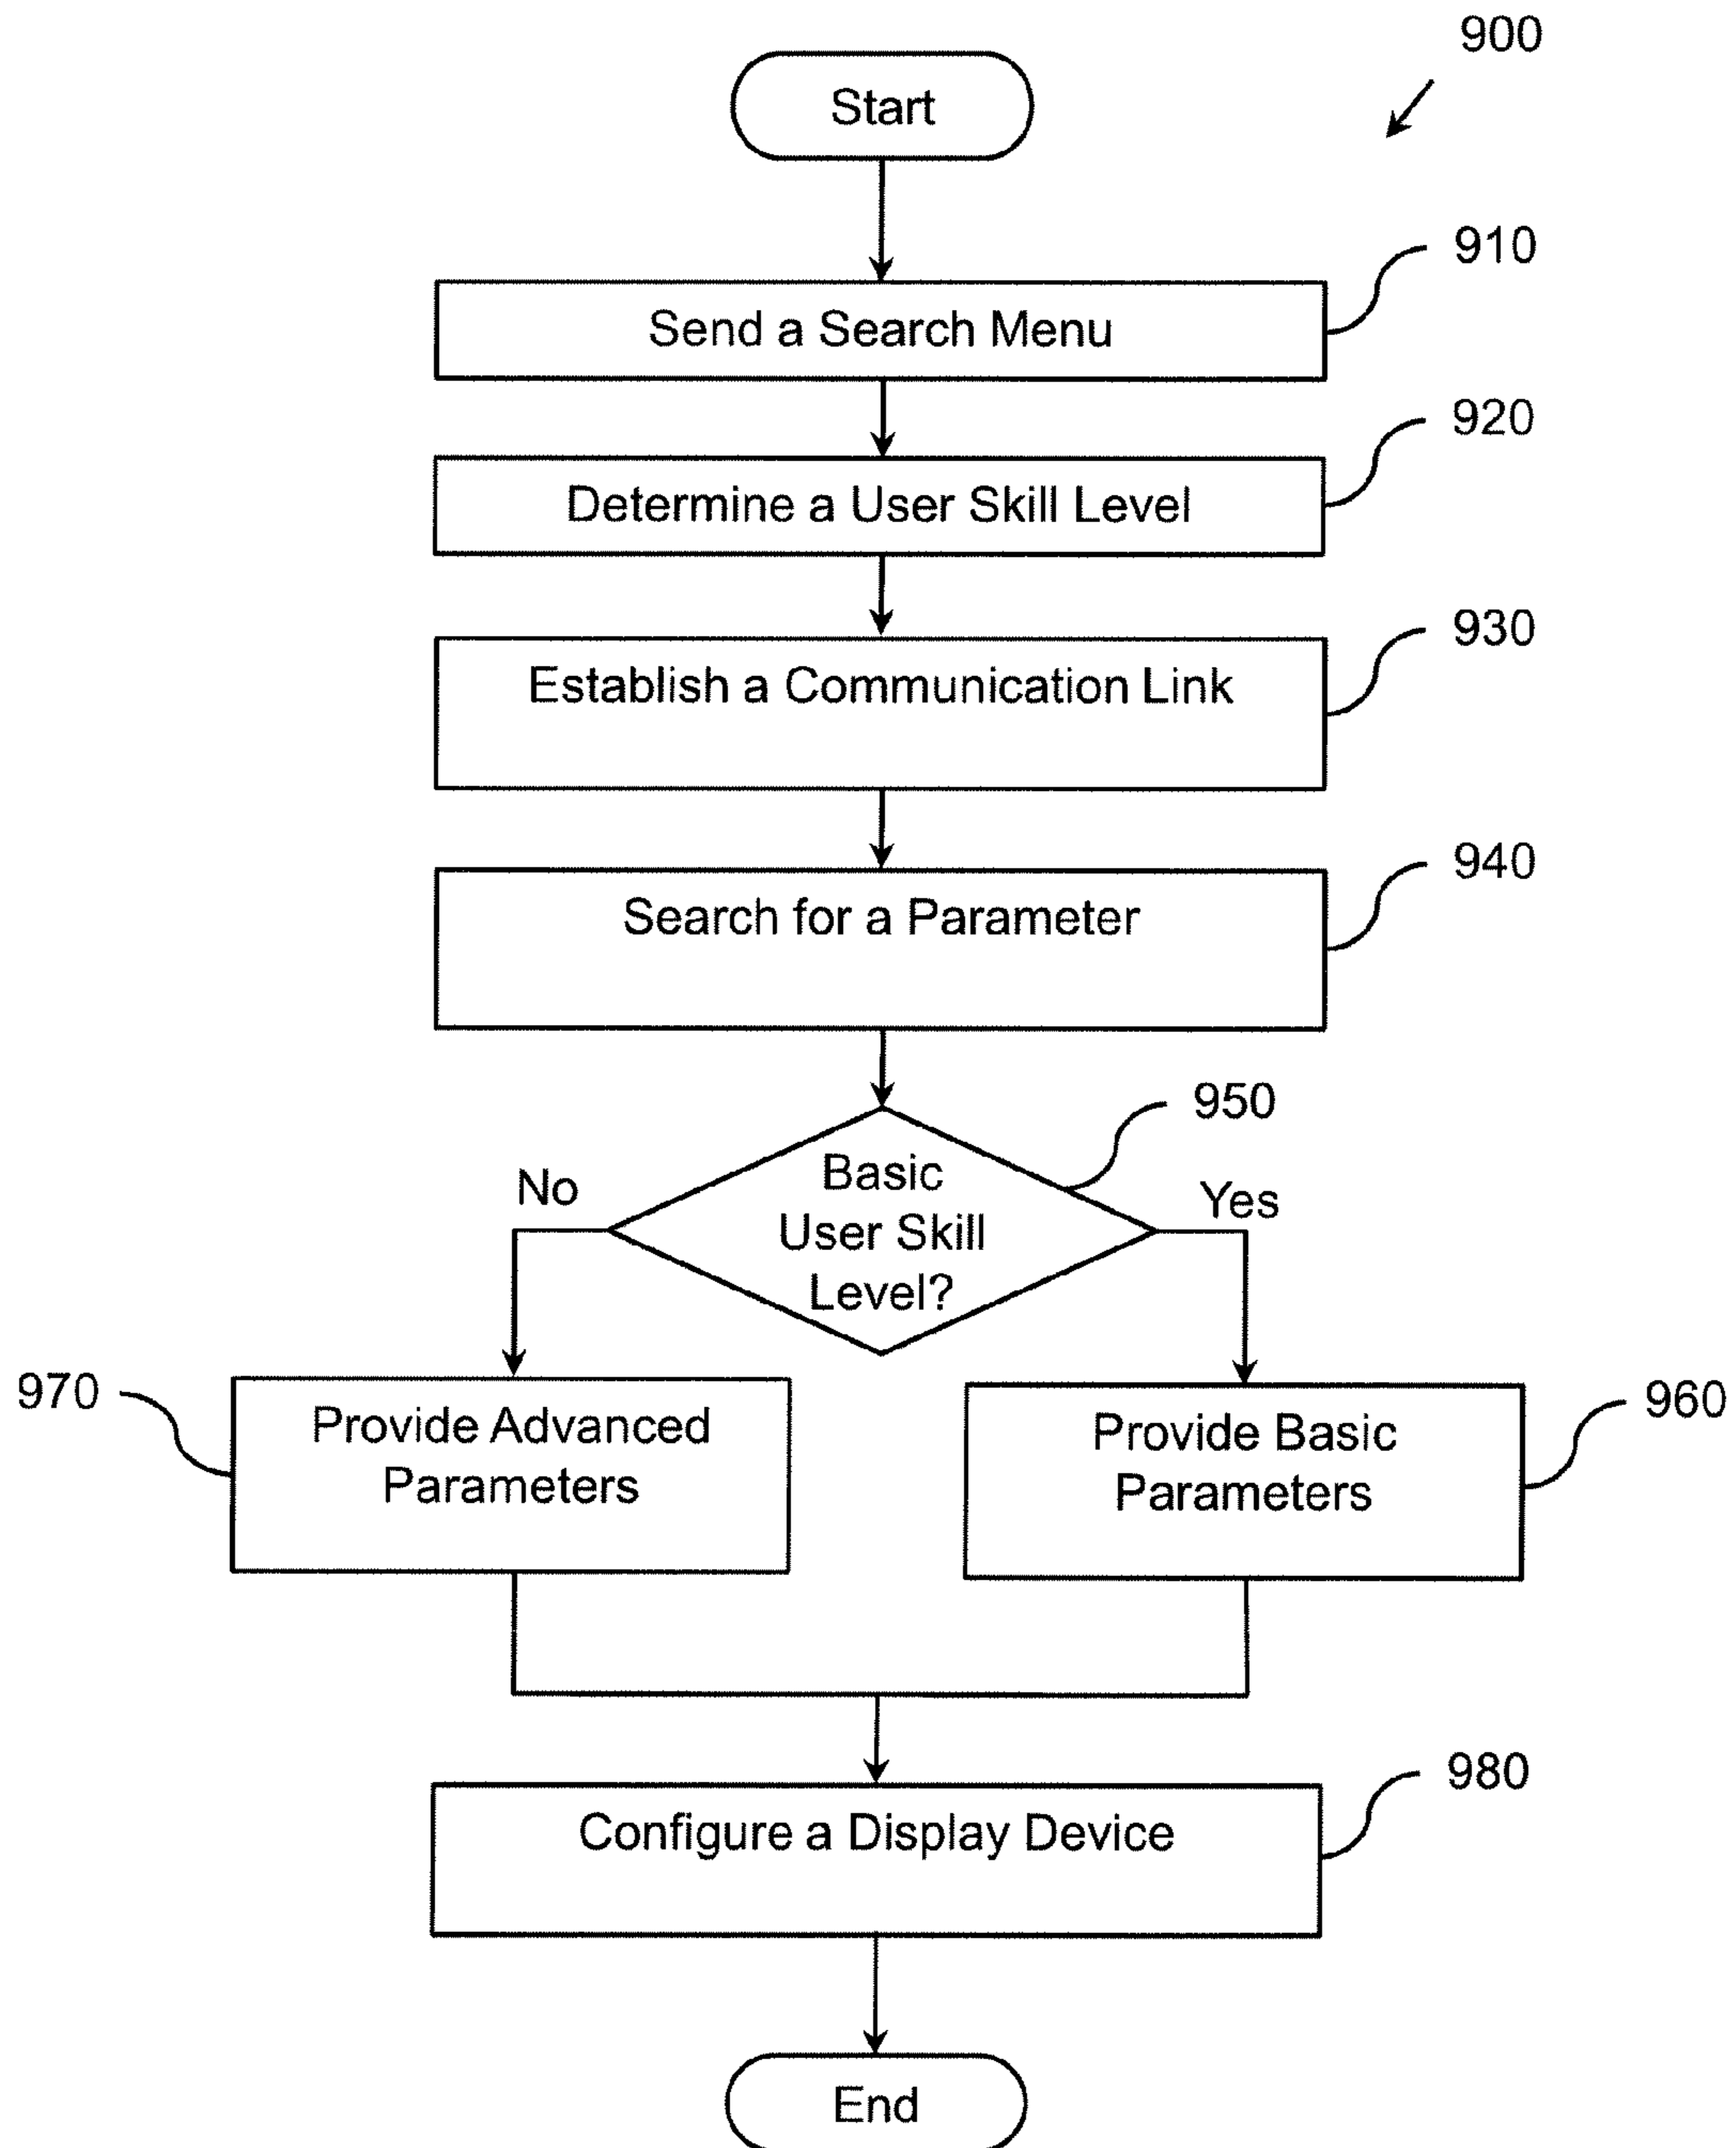 900
Start
910
Send a Search Menu
920
Determine a User Skill Level
930
Establish a Communication Link
940
Search for a Parameter
950
Basic
User Skill
Level?
No
Yes
970
Provide Advanced
Parameters
Provide Basic
Parameters
960
980
Configure a Display Device
End